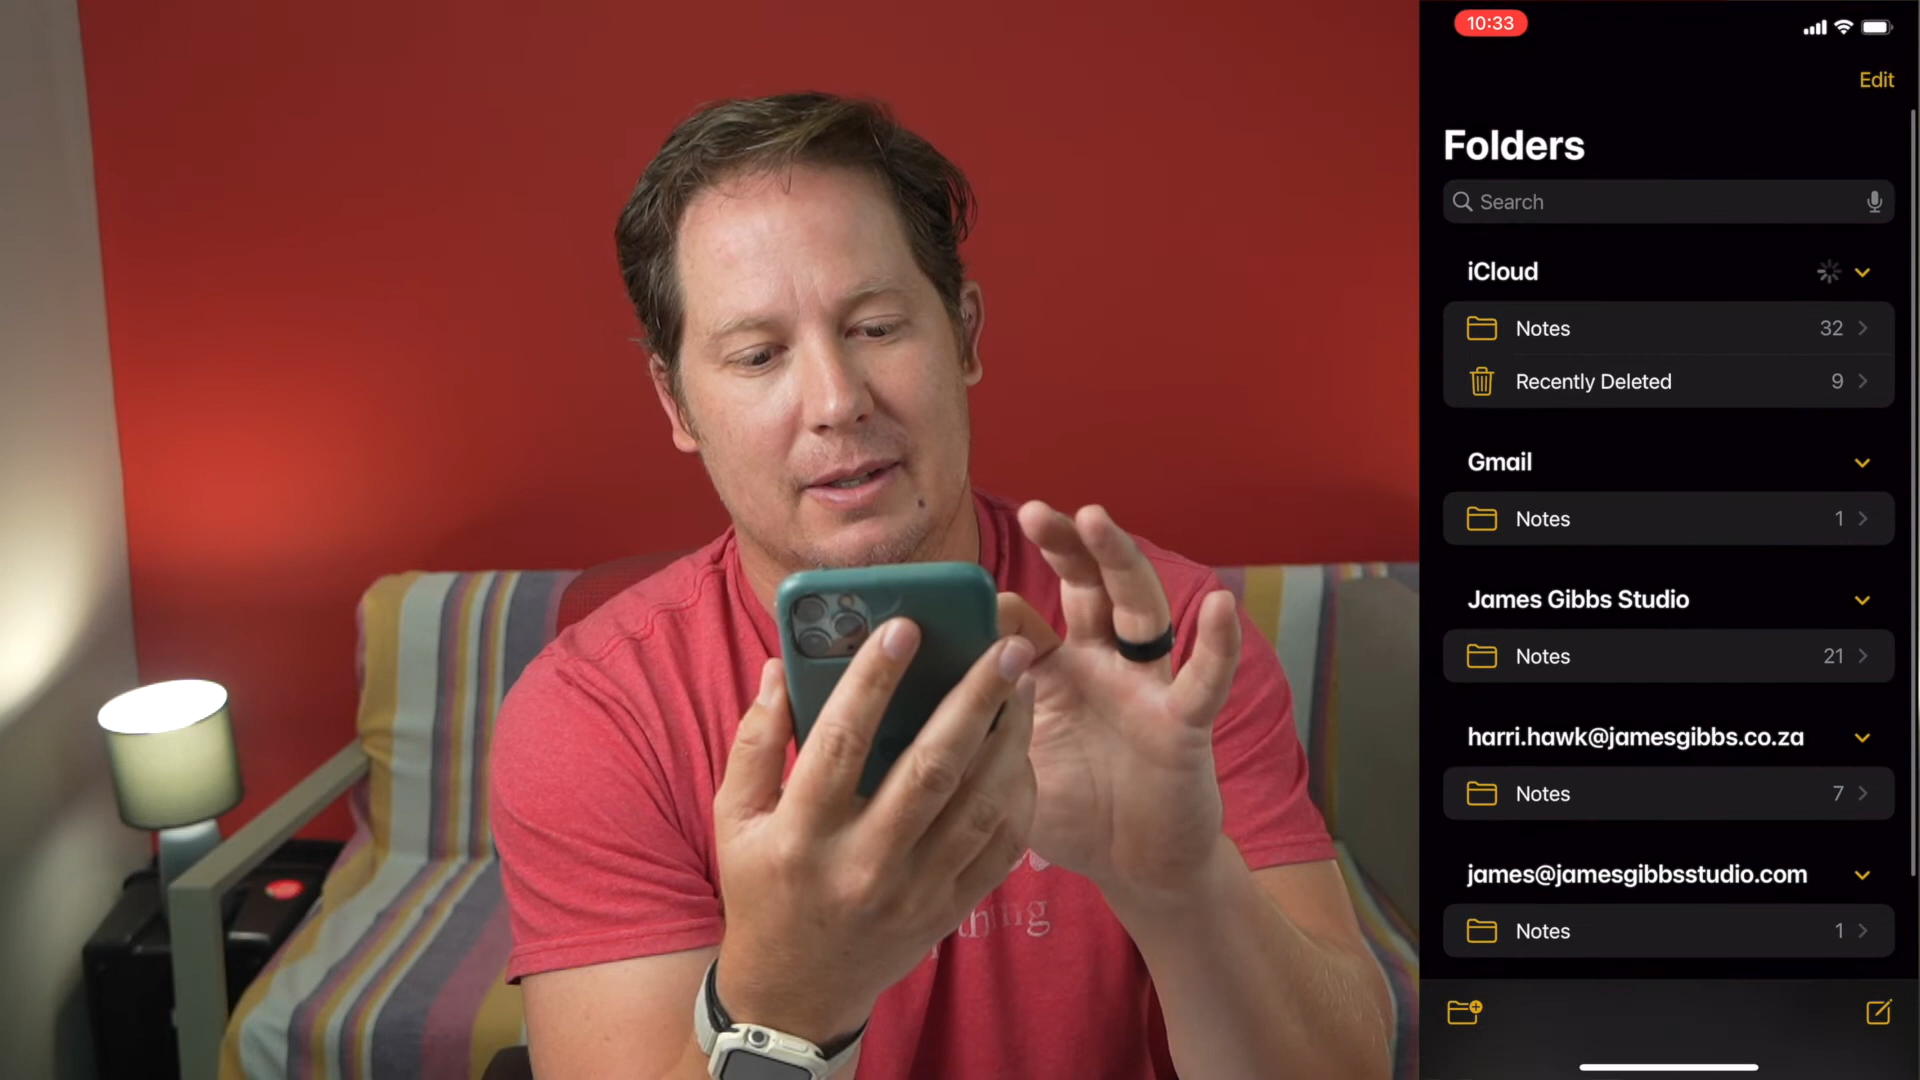 10:33
Edit
Folders
Search
iCloud
Notes 32
Recently Deleted 9
Gmail
Notes 1
James Gibbs Studio
Notes 21
harri.hawk@jamesgibbs.co.za
Notes 7
james@jamesgibbsstudio.com
Notes 1